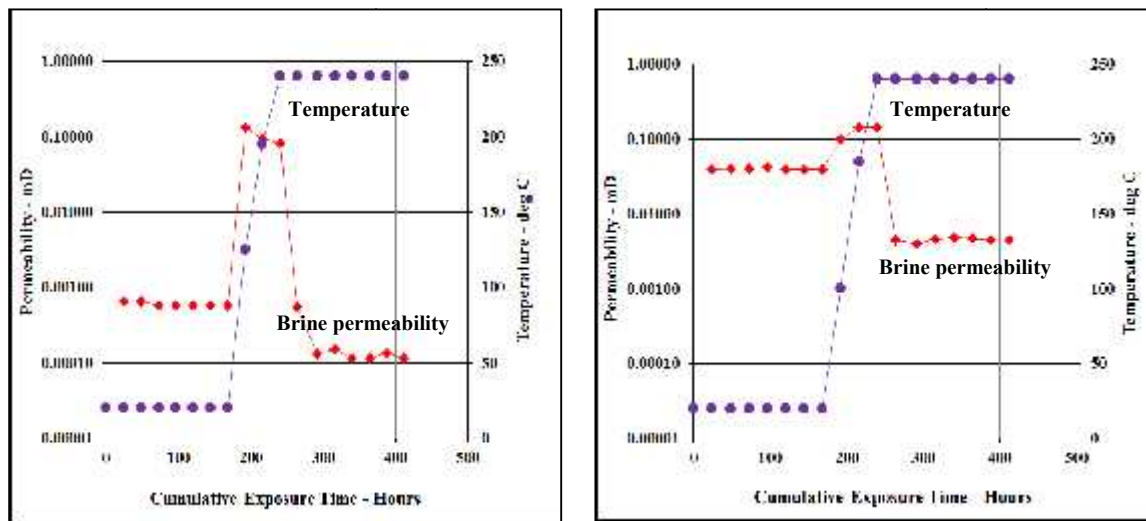 1.00000
0.10000
0.01000
0.00100
0.00010
0.00001
Permeability - mD
250
200
150
100
50
0
Temperature - deg C
Temperature
Brine permeability
0 100 200 300 400 500
Cumulative Exposure Time - Hours
1.00000
0.10000
0.01000
0.00100
0.00010
0.00001
Permeability - mD
250
200
150
100
50
0
Temperature - deg C
Temperature
Brine permeability
0 100 200 300 400 500
Cumulative Exposure Time - Hours